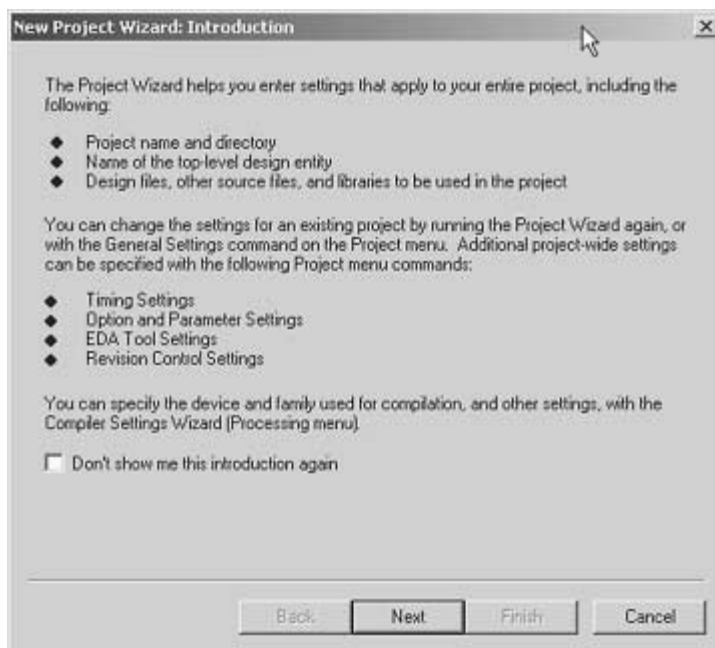 New Project Wizard: Introduction
The Project Wizard helps you enter settings that apply to your entire project, including the
following:
Project name and directory
Name of the top-level design entity
Design files, other source files, and libraries to be used in the project
You can change the settings for an existing project by running the Project Wizard again, or
with the General Settings command on the Project menu. Additional project-wide settings
can be specified with the following Project menu commands:
Timing Settings
Option and Parameter Settings
EDA Tool Settings
Revision Control Settings
You can specify the device and family used for compilation, and other settings, with the
Compiler Settings Wizard (Processing menu).
Don't show me this introduction again
Back Next Finish Cancel